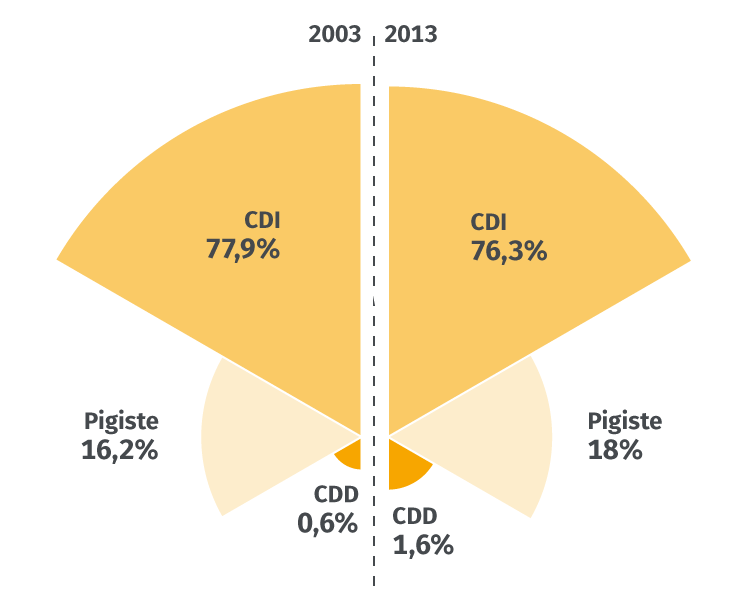 2003
2013
CDI
77,9%
CDI
76,3%
Pigiste
16,2%
Pigiste
18%
CDD
0,6%
CDD
1,6%